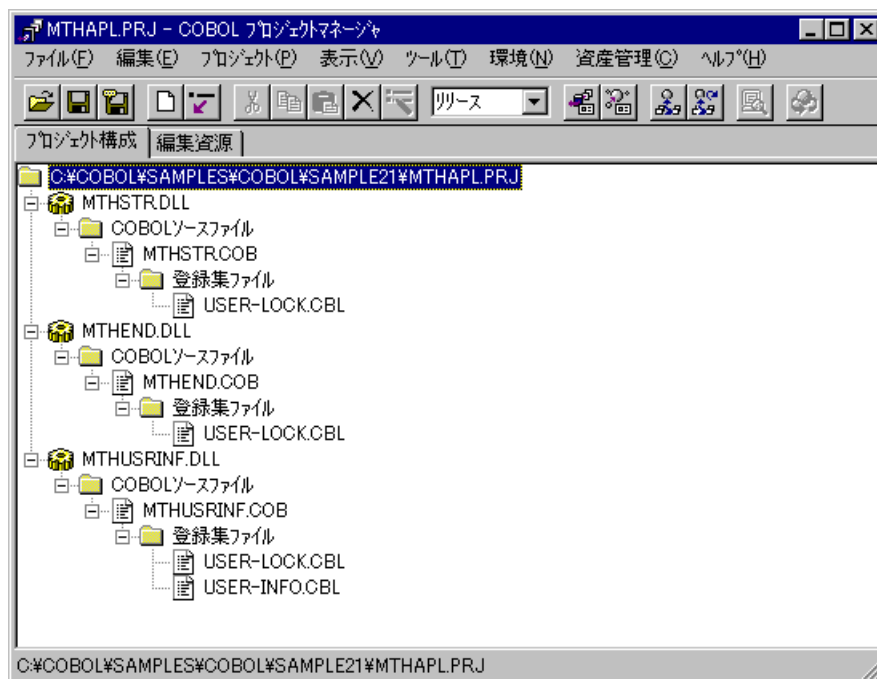 MTHAPL.PRJ - COBOL ﾌﾟﾛｼﾞｪｸﾄﾏﾈｰｼﾞｬ
ﾌｧｲﾙ(F) 編集(E) ﾌﾟﾛｼﾞｪｸﾄ(P) 表示(V) ﾂｰﾙ(T) 環境(N) 資産管理(C) ﾍﾙﾌﾟ(H)
ﾘﾘｰｽ
ﾌﾟﾛｼﾞｪｸﾄ構成 編集資源
C:¥COBOL¥SAMPLES¥COBOL¥SAMPLE21¥MTHAPL.PRJ
MTHSTR.DLL
COBOLｿｰｽﾌｧｲﾙ
MTHSTR.COB
登録集ﾌｧｲﾙ
USER-LOCK.CBL
MTHEND.DLL
COBOLｿｰｽﾌｧｲﾙ
MTHEND.COB
登録集ﾌｧｲﾙ
USER-LOCK.CBL
MTHUSRINF.DLL
COBOLｿｰｽﾌｧｲﾙ
MTHUSRINF.COB
登録集ﾌｧｲﾙ
USER-LOCK.CBL
USER-INFO.CBL
C:¥COBOL¥SAMPLES¥COBOL¥SAMPLE21¥MTHAPL.PRJ